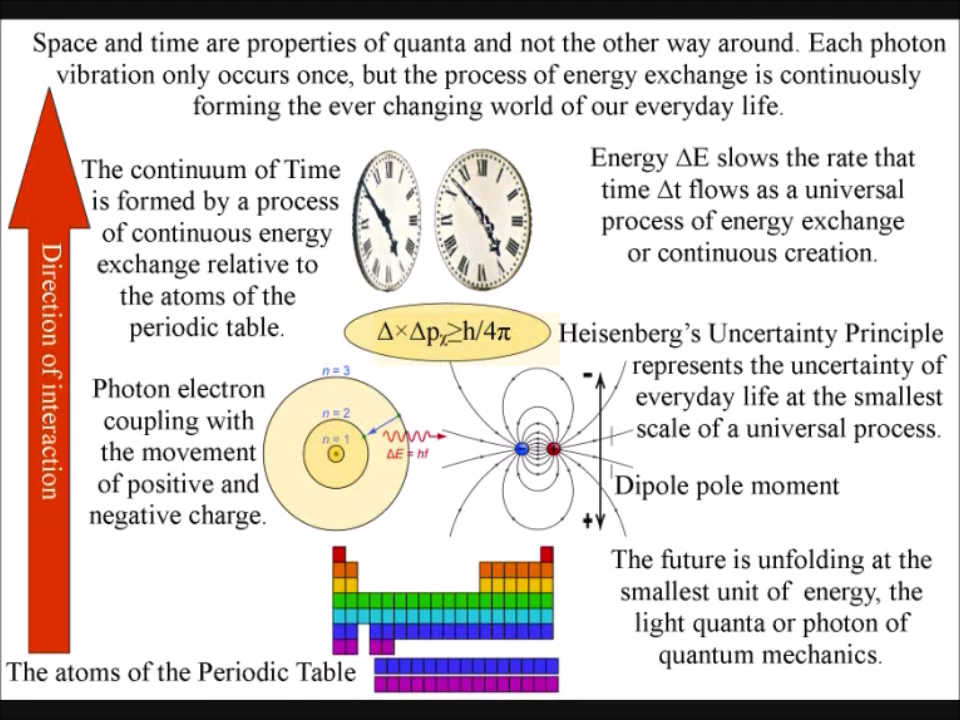 Space and time are properties of quanta and not the other way around. Each photon
vibration only occurs once, but the process of energy exchange is continuously
forming the ever changing world of our everyday life.
The continuum of Time
is formed by a process
of continuous energy
exchange relative to
the atoms of the
periodic table.
Energy ΔE slows the rate that
time Δt flows as a universal
process of energy exchange
or continuous creation.
Direction of interaction
Δ×Δpᵪ≥h/4π
Heisenberg's Uncertainty Principle
represents the uncertainty of
everyday life at the smallest
scale of a universal process.
Photon electron
coupling with
the movement
of positive and
negative charge.
n = 3
n = 2
n = 1
ΔE = hf
-
+
Dipole pole moment
The future is unfolding at the
smallest unit of energy, the
light quanta or photon of
quantum mechanics.
The atoms of the Periodic Table